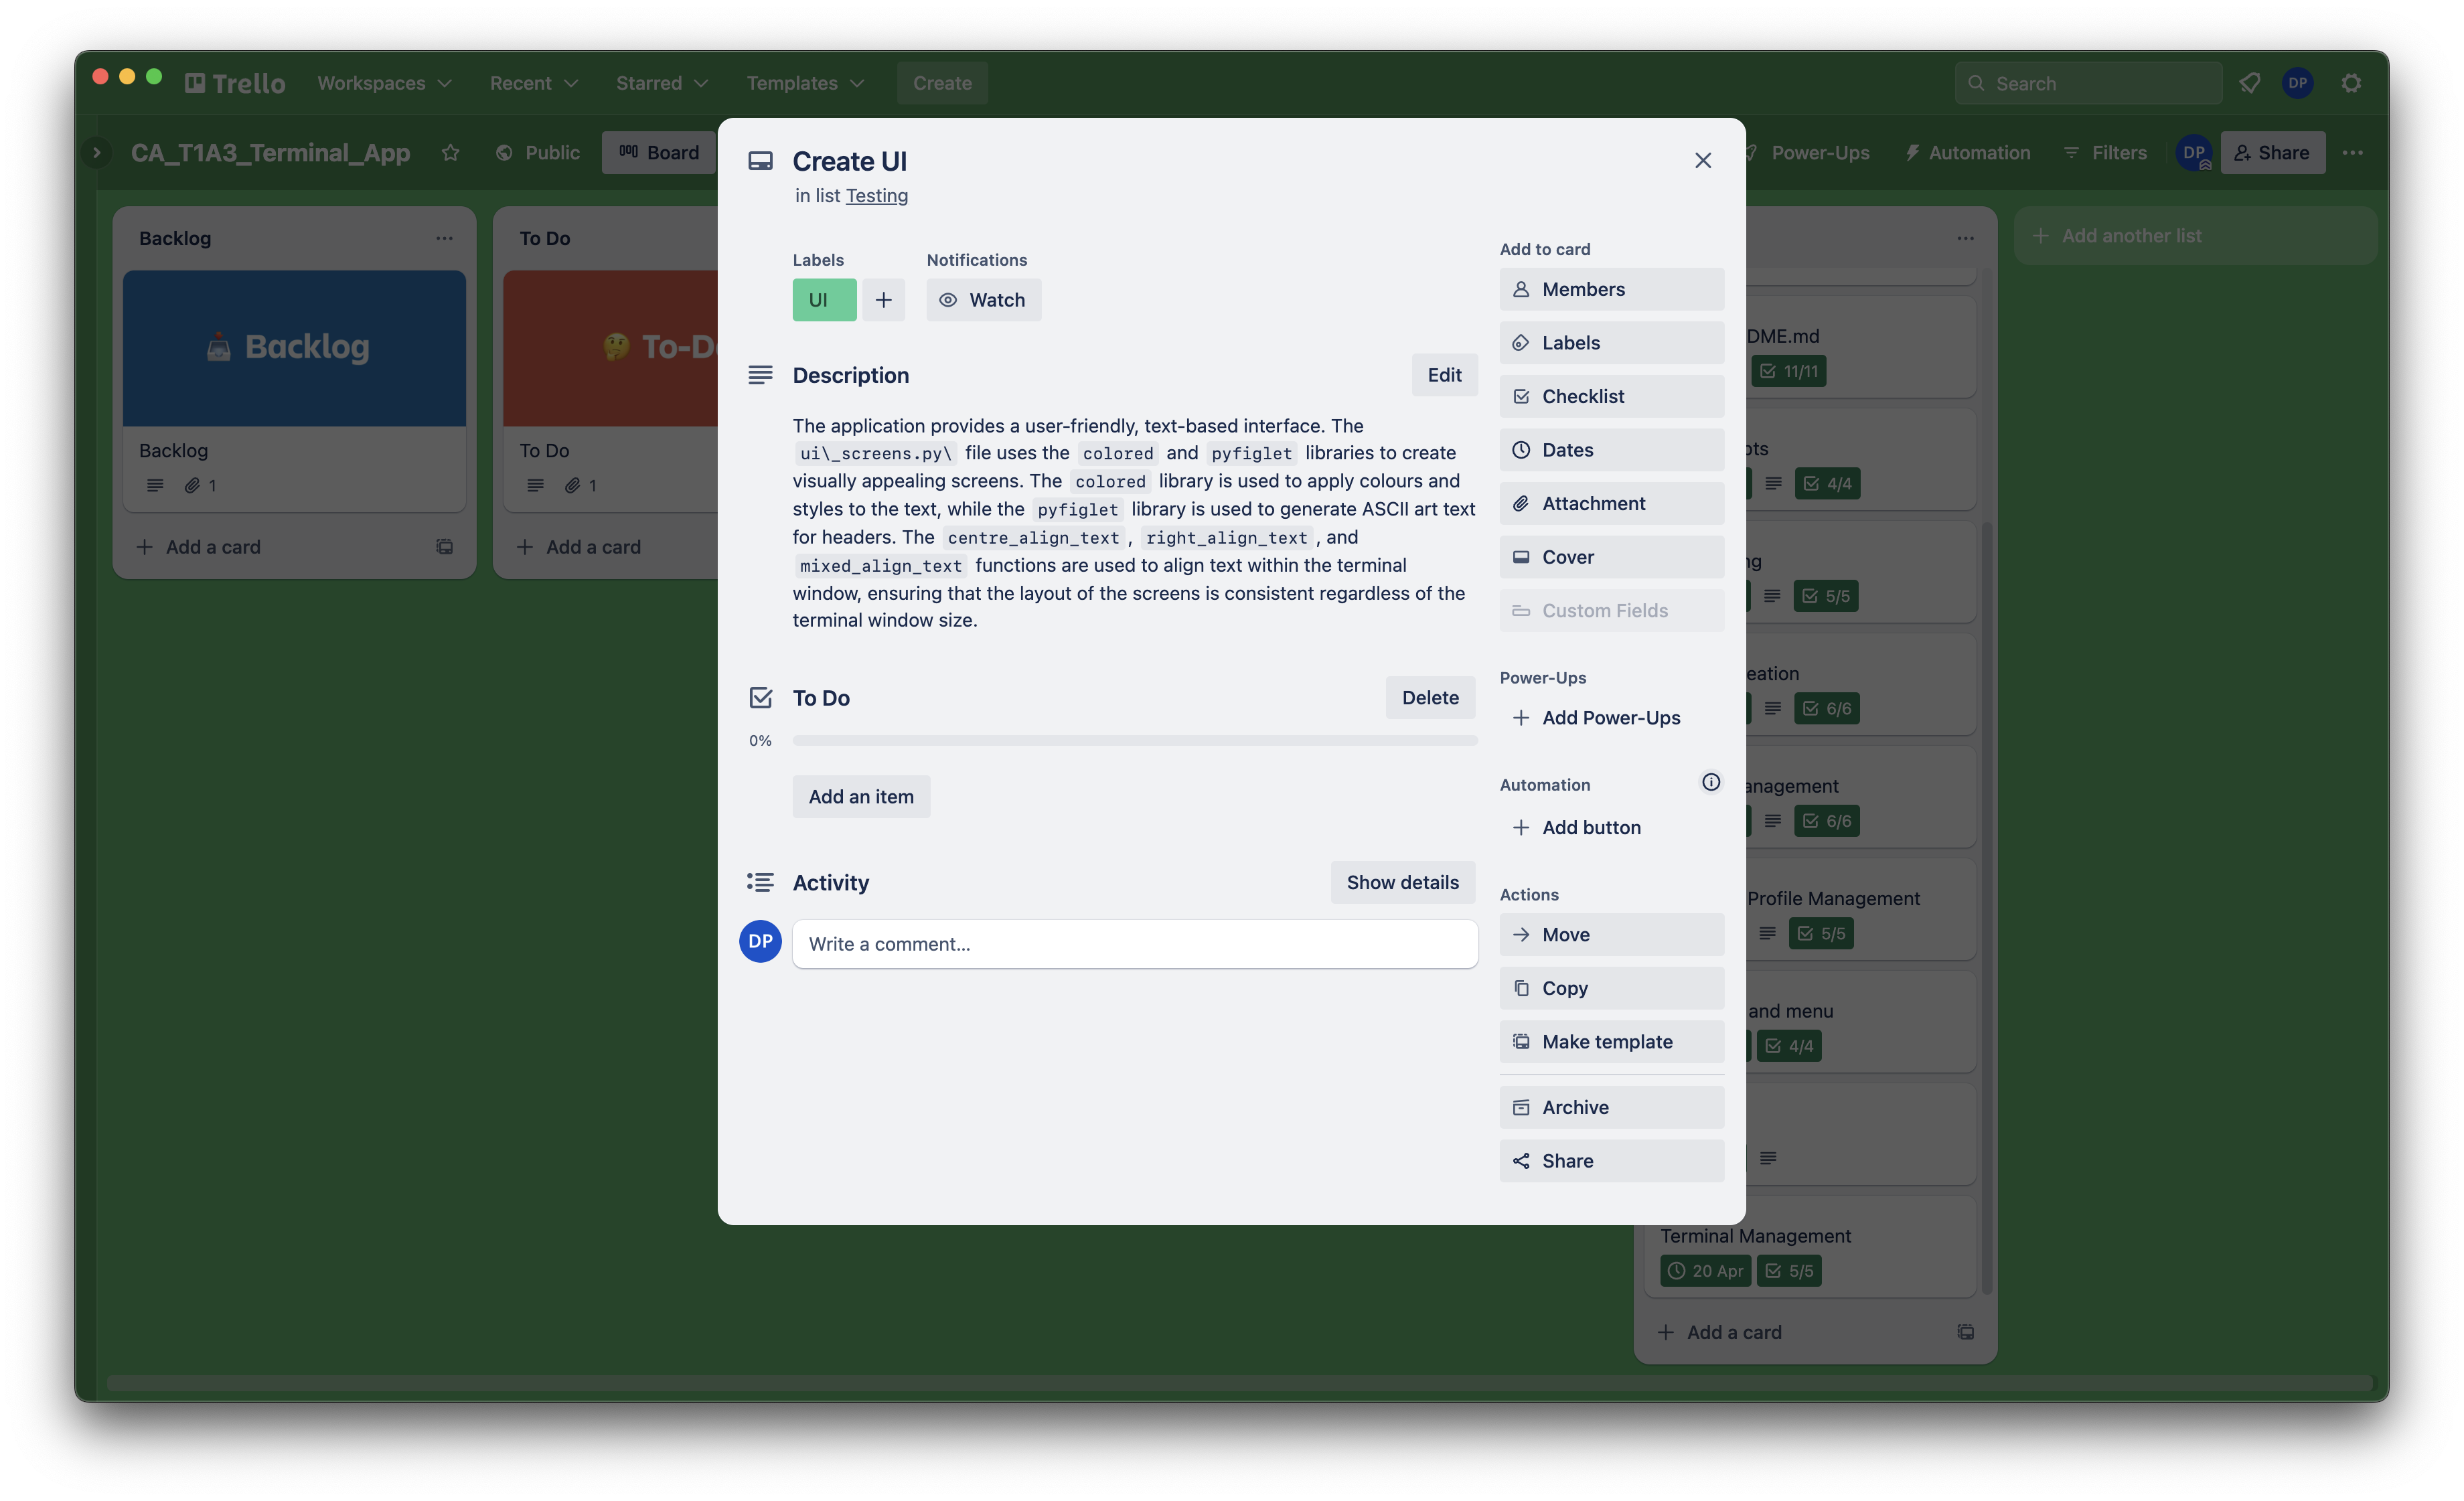 Trello
Workspaces
Recent
Starred
Templates
Create
Search
DP
CA_T1A3_Terminal_App
Public
Board
Power-Ups
Automation
Filters
DP
Share
Backlog
Backlog
Backlog
1
Add a card
To Do
To-D
To Do
1
Add a card
Create UI
in list Testing
Labels
Notifications
UI
Watch
Description
Edit
The application provides a user-friendly, text-based interface. The
ui\_screens.py\ file uses the colored and pyfiglet libraries to create
visually appealing screens. The colored library is used to apply colours and
styles to the text, while the pyfiglet library is used to generate ASCII art text
for headers. The centre_align_text, right_align_text, and
mixed_align_text functions are used to align text within the terminal
window, ensuring that the layout of the screens is consistent regardless of the
terminal window size.
To Do
Delete
0%
Add an item
Activity
Show details
DP
Write a comment…
Add to card
Members
Labels
Checklist
Dates
Attachment
Cover
Custom Fields
Power-Ups
Add Power-Ups
Automation
Add button
Actions
Move
Copy
Make template
Archive
Share
DME.md
11/11
pts
4/4
ng
5/5
eation
6/6
anagement
6/6
Profile Management
5/5
and menu
4/4
Terminal Management
20 Apr
5/5
Add a card
Add another list